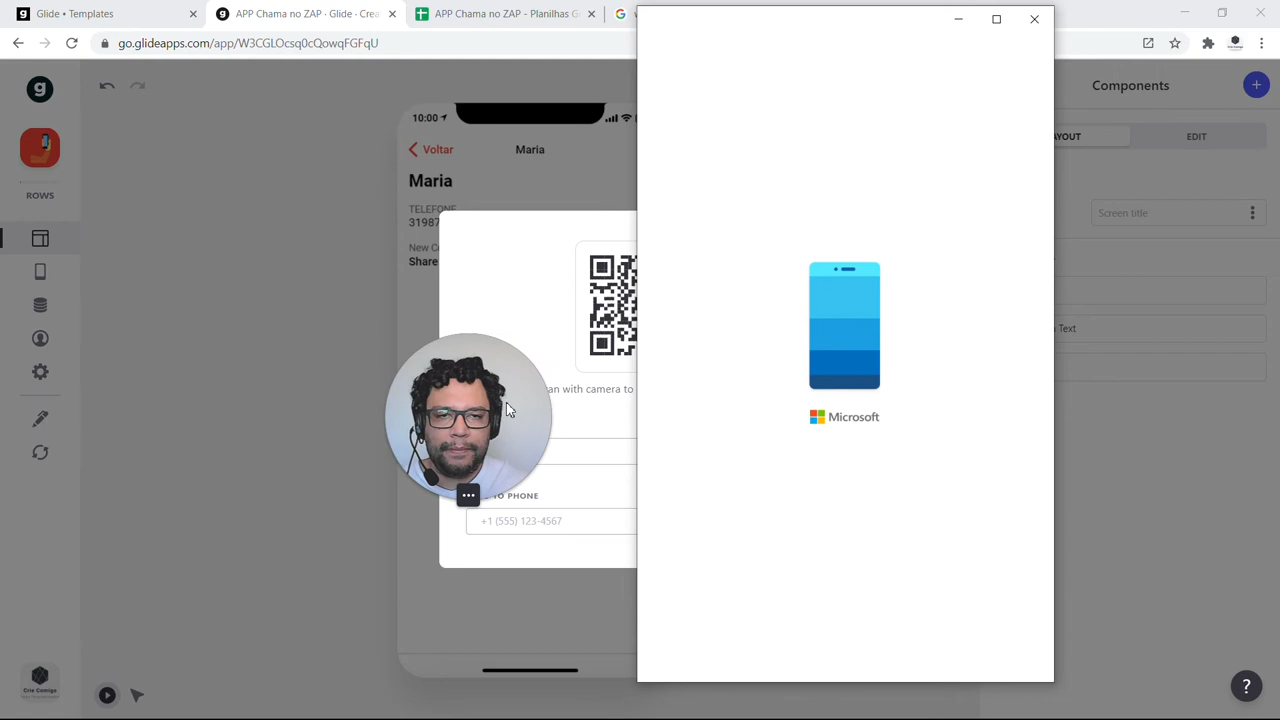 Glide • Templates
APP Chama no ZAP · Glide - Crea
APP Chama no ZAP - Planilhas G
go.glideapps.com/app/W3CGLOcsq0cQowqFGFqU
Components
10:00
Voltar
Maria
Maria
TELEFONE
31987
New C
Share
an with camera to
TO PHONE
+1 (555) 123-4567
Microsoft
ROWS
AYOUT
EDIT
Screen title
Text
Crie Comigo
?